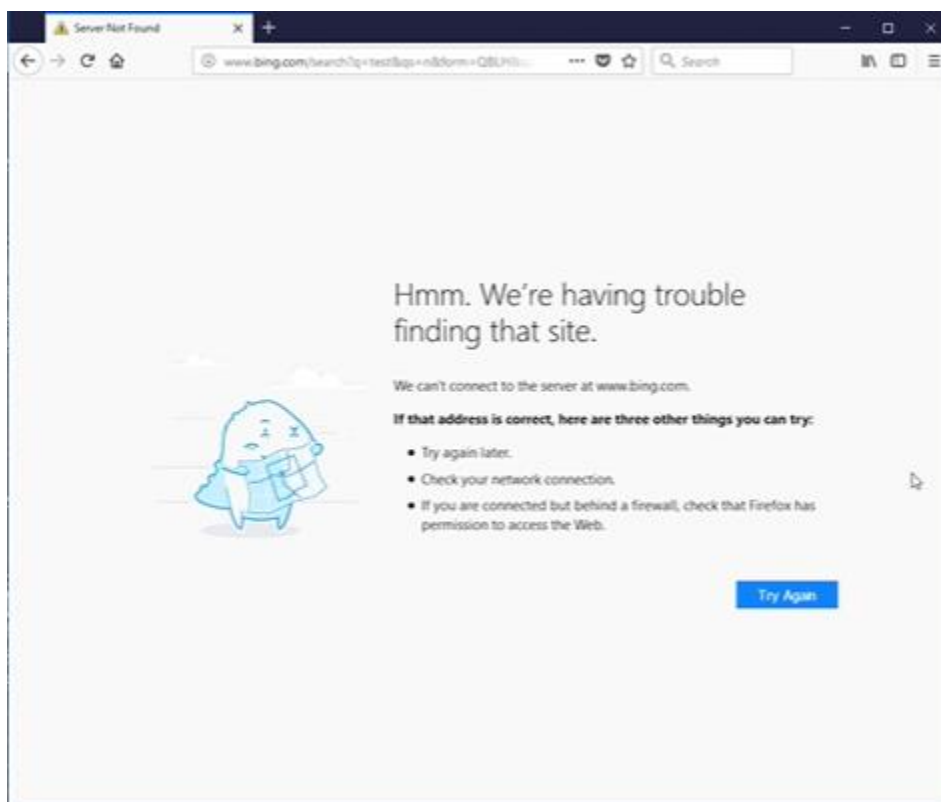 Server Not Found
www.bing.com/search?q=test&qs=n&form=QBLH
Search
Hmm. We're having trouble
finding that site.
We can't connect to the server at www.bing.com.
If that address is correct, here are three other things you can try:
Try again later.
Check your network connection.
If you are connected but behind a firewall, check that Firefox has
permission to access the Web.
Try Again